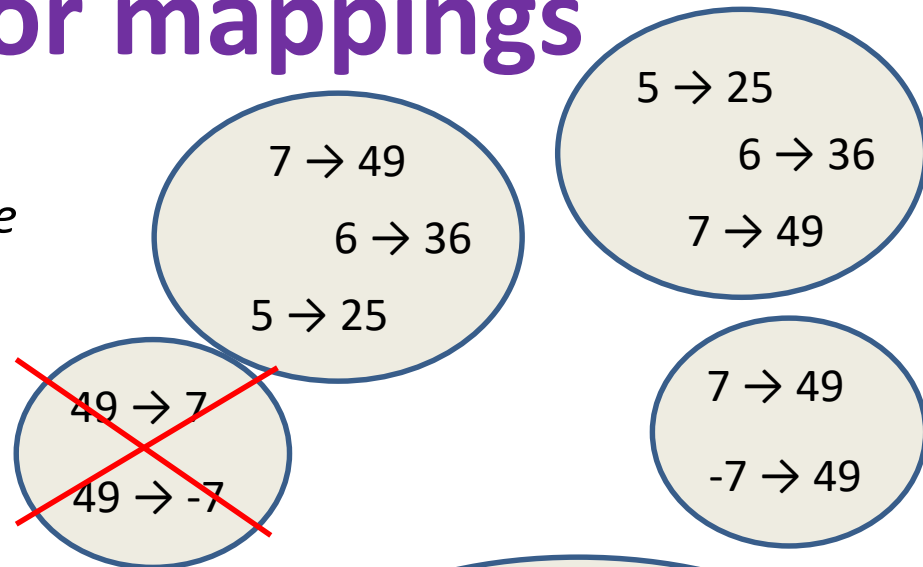 or mappings
e
7 → 49
6 → 36
5 → 25
5 → 25
6 → 36
7 → 49
49 → 7
49 → -7
7 → 49
-7 → 49